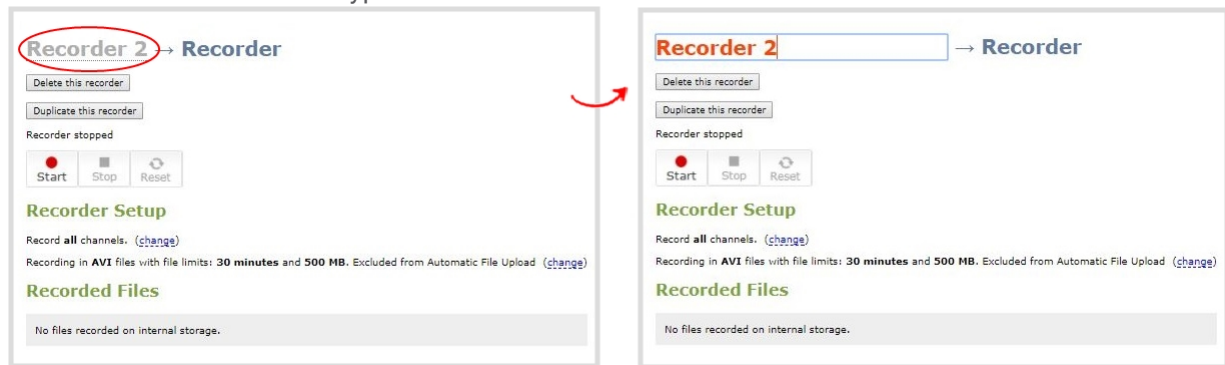 Recorder 2 → Recorder
Delete this recorder
Duplicate this recorder
Recorder stopped
Start Stop Reset
Recorder Setup
Record all channels. (change)
Recording in AVI files with file limits: 30 minutes and 500 MB. Excluded from Automatic File Upload (change)
Recorded Files
No files recorded on internal storage.
Recorder 2 → Recorder
Delete this recorder
Duplicate this recorder
Recorder stopped
Start Stop Reset
Recorder Setup
Record all channels. (change)
Recording in AVI files with file limits: 30 minutes and 500 MB. Excluded from Automatic File Upload (change)
Recorded Files
No files recorded on internal storage.